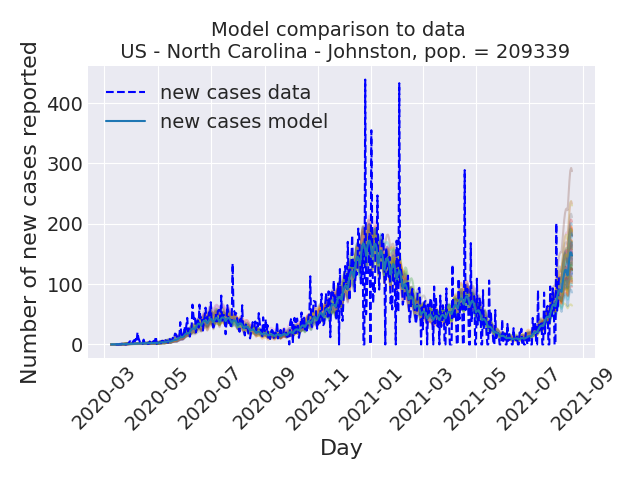 Model comparison to data
US - North Carolina - Johnston, pop. = 209339
Number of new cases reported
400
300
200
100
0
new cases data
new cases model
2020-03
2020-05
2020-07
2020-09
2020-11
2021-01
2021-03
2021-05
2021-07
2021-09
Day